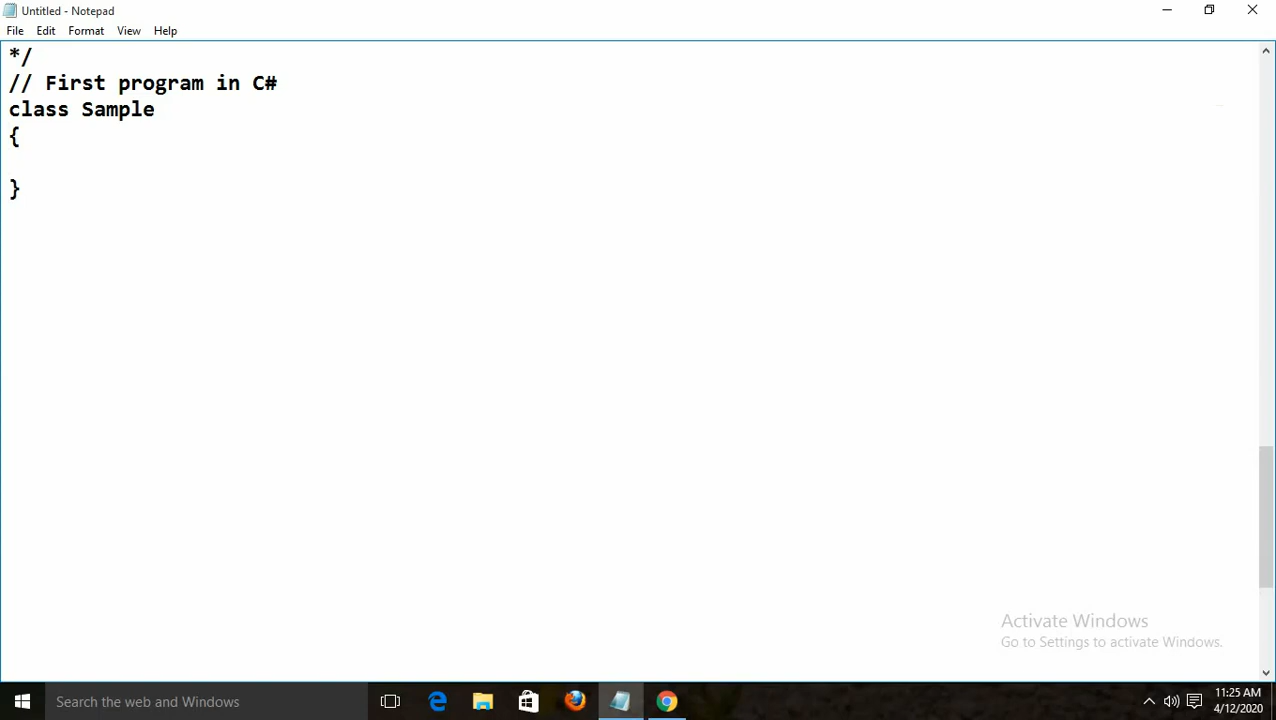 Untitled - Notepad
File Edit Format View Help
*/
// First program in C#
class Sample
{
}
Activate Windows
Go to Settings to activate Windows.
Search the web and Windows
11:25 AM
4/12/2020